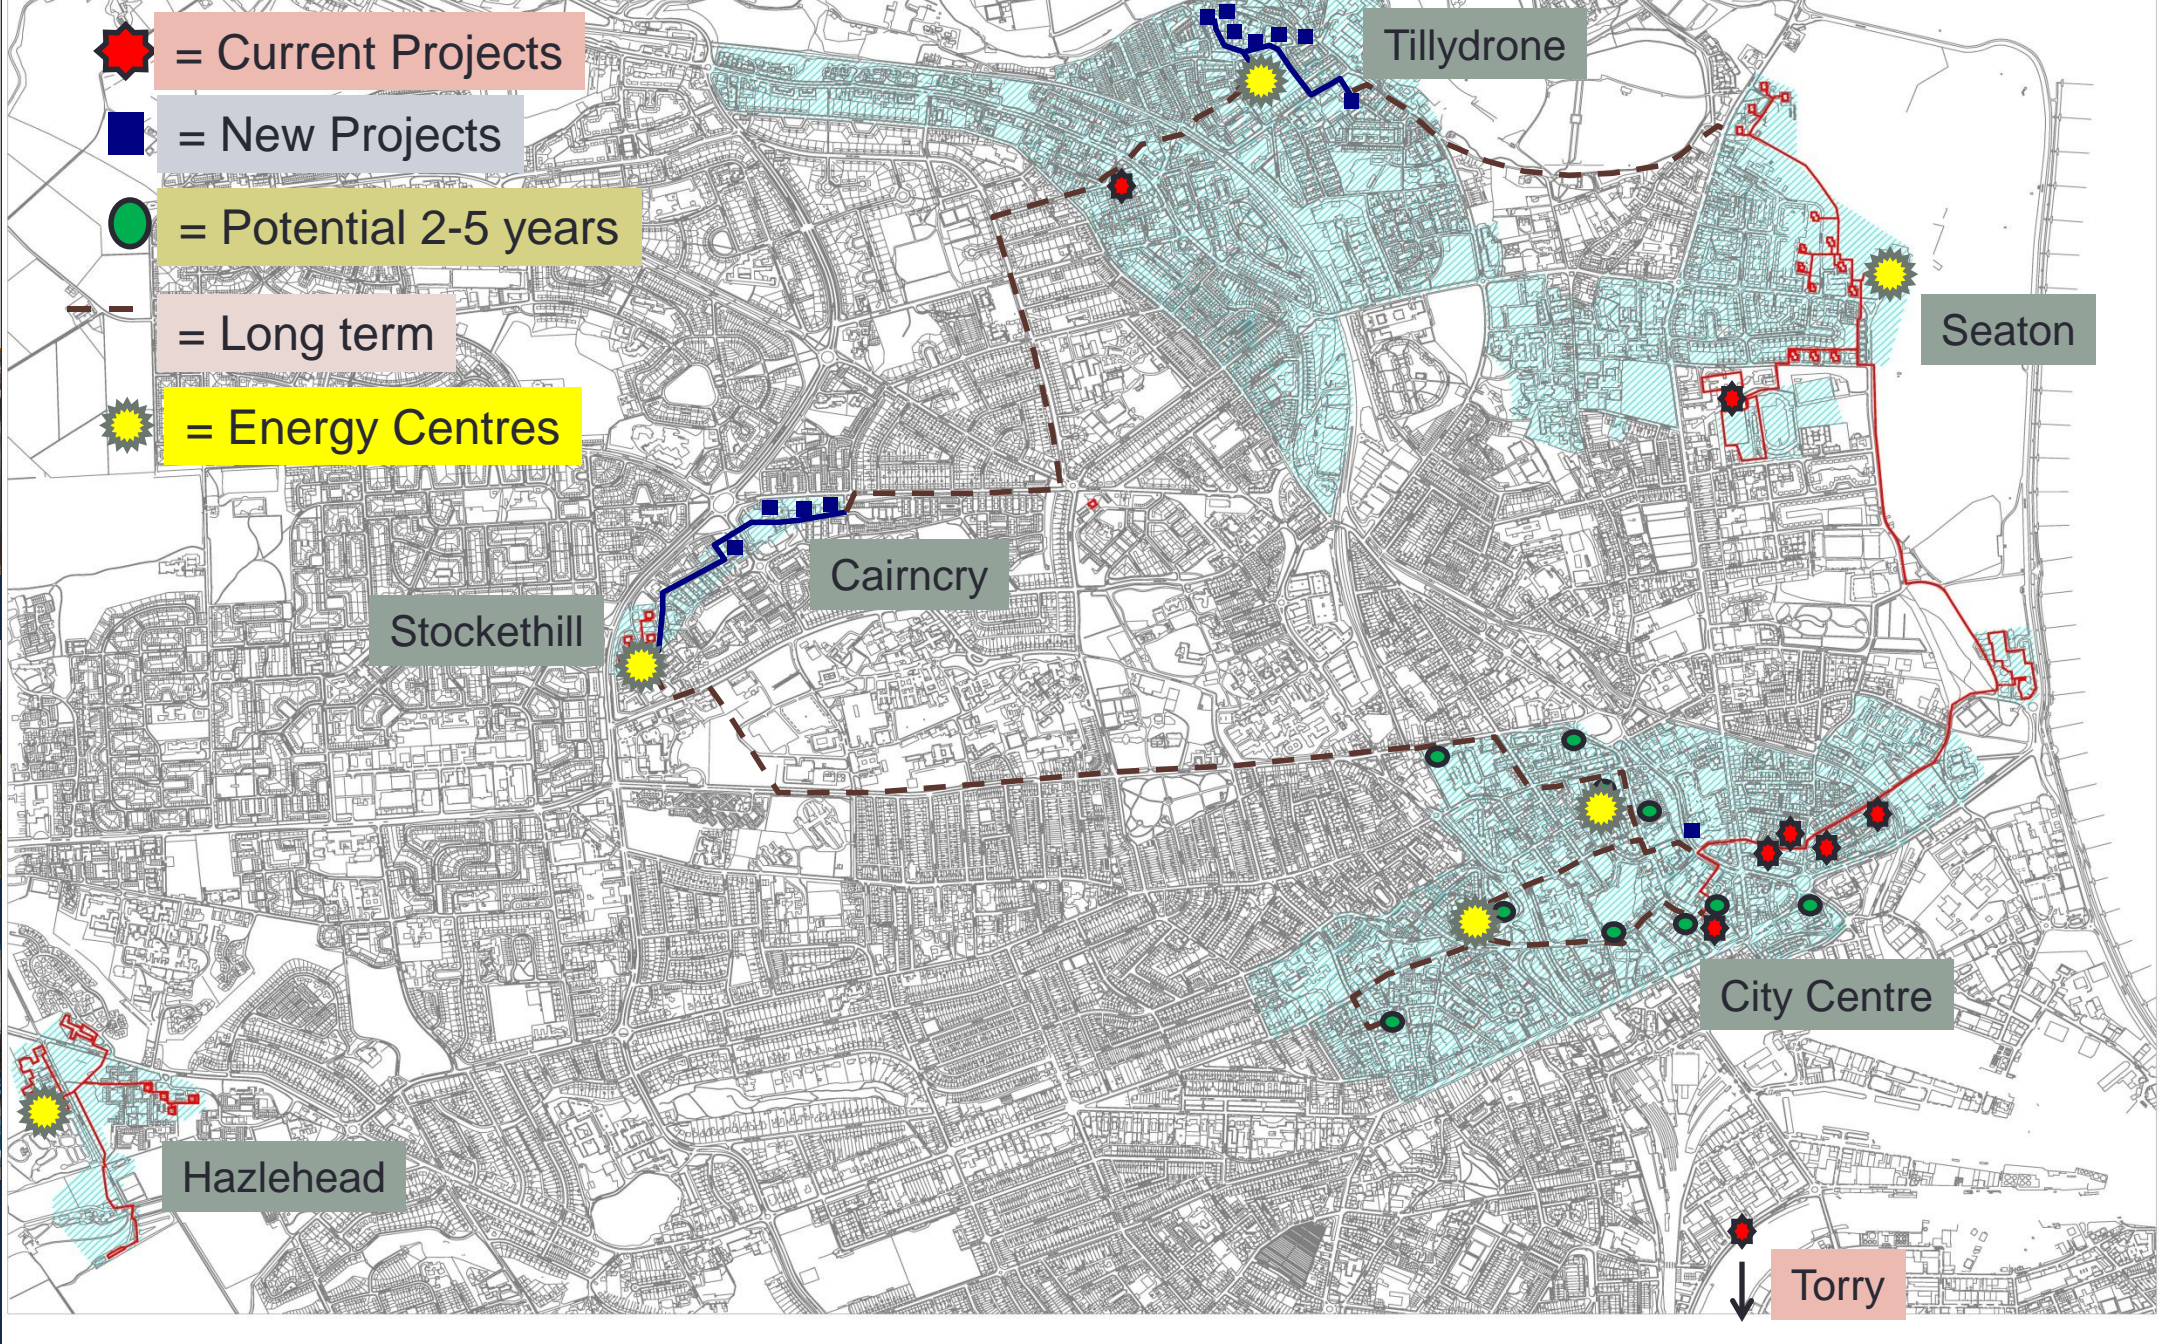 = Current Projects
= New Projects
= Potential 2-5 years
= Long term
= Energy Centres
Tillydrone
Seaton
Cairncry
Stockethill
City Centre
Hazlehead
Torry